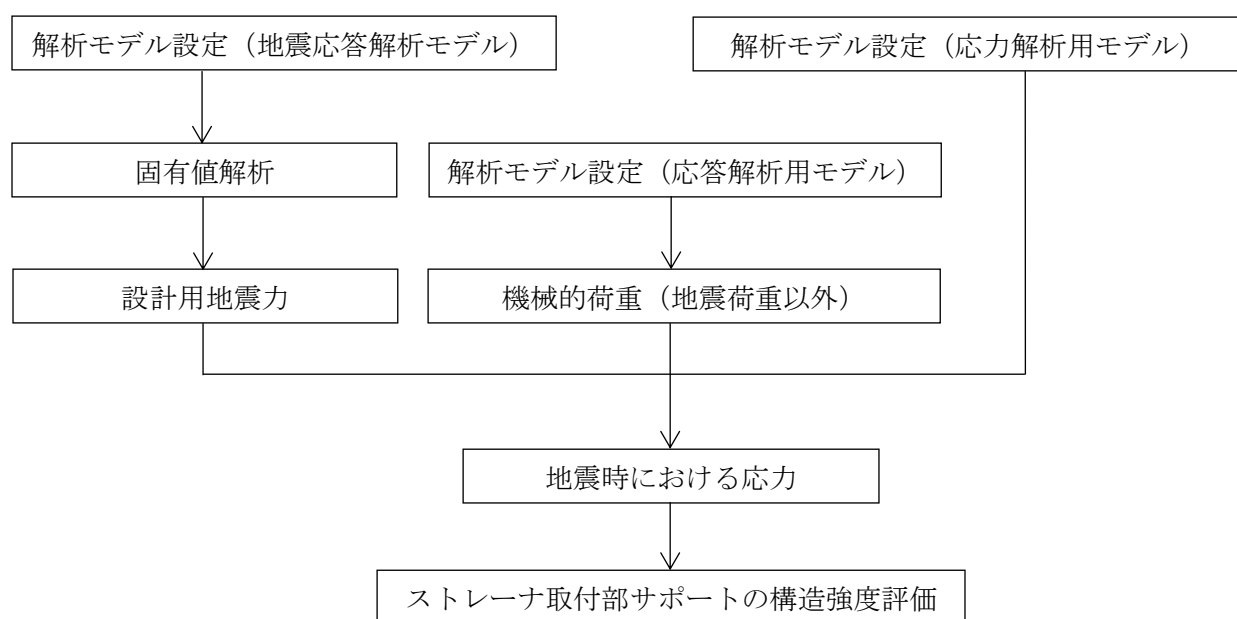 解析モデル設定（地震応答解析モデル）
解析モデル設定（応力解析用モデル）
固有値解析
解析モデル設定（応答解析用モデル）
設計用地震力
機械的荷重（地震荷重以外）
地震時における応力
ストレーナ取付部サポートの構造強度評価